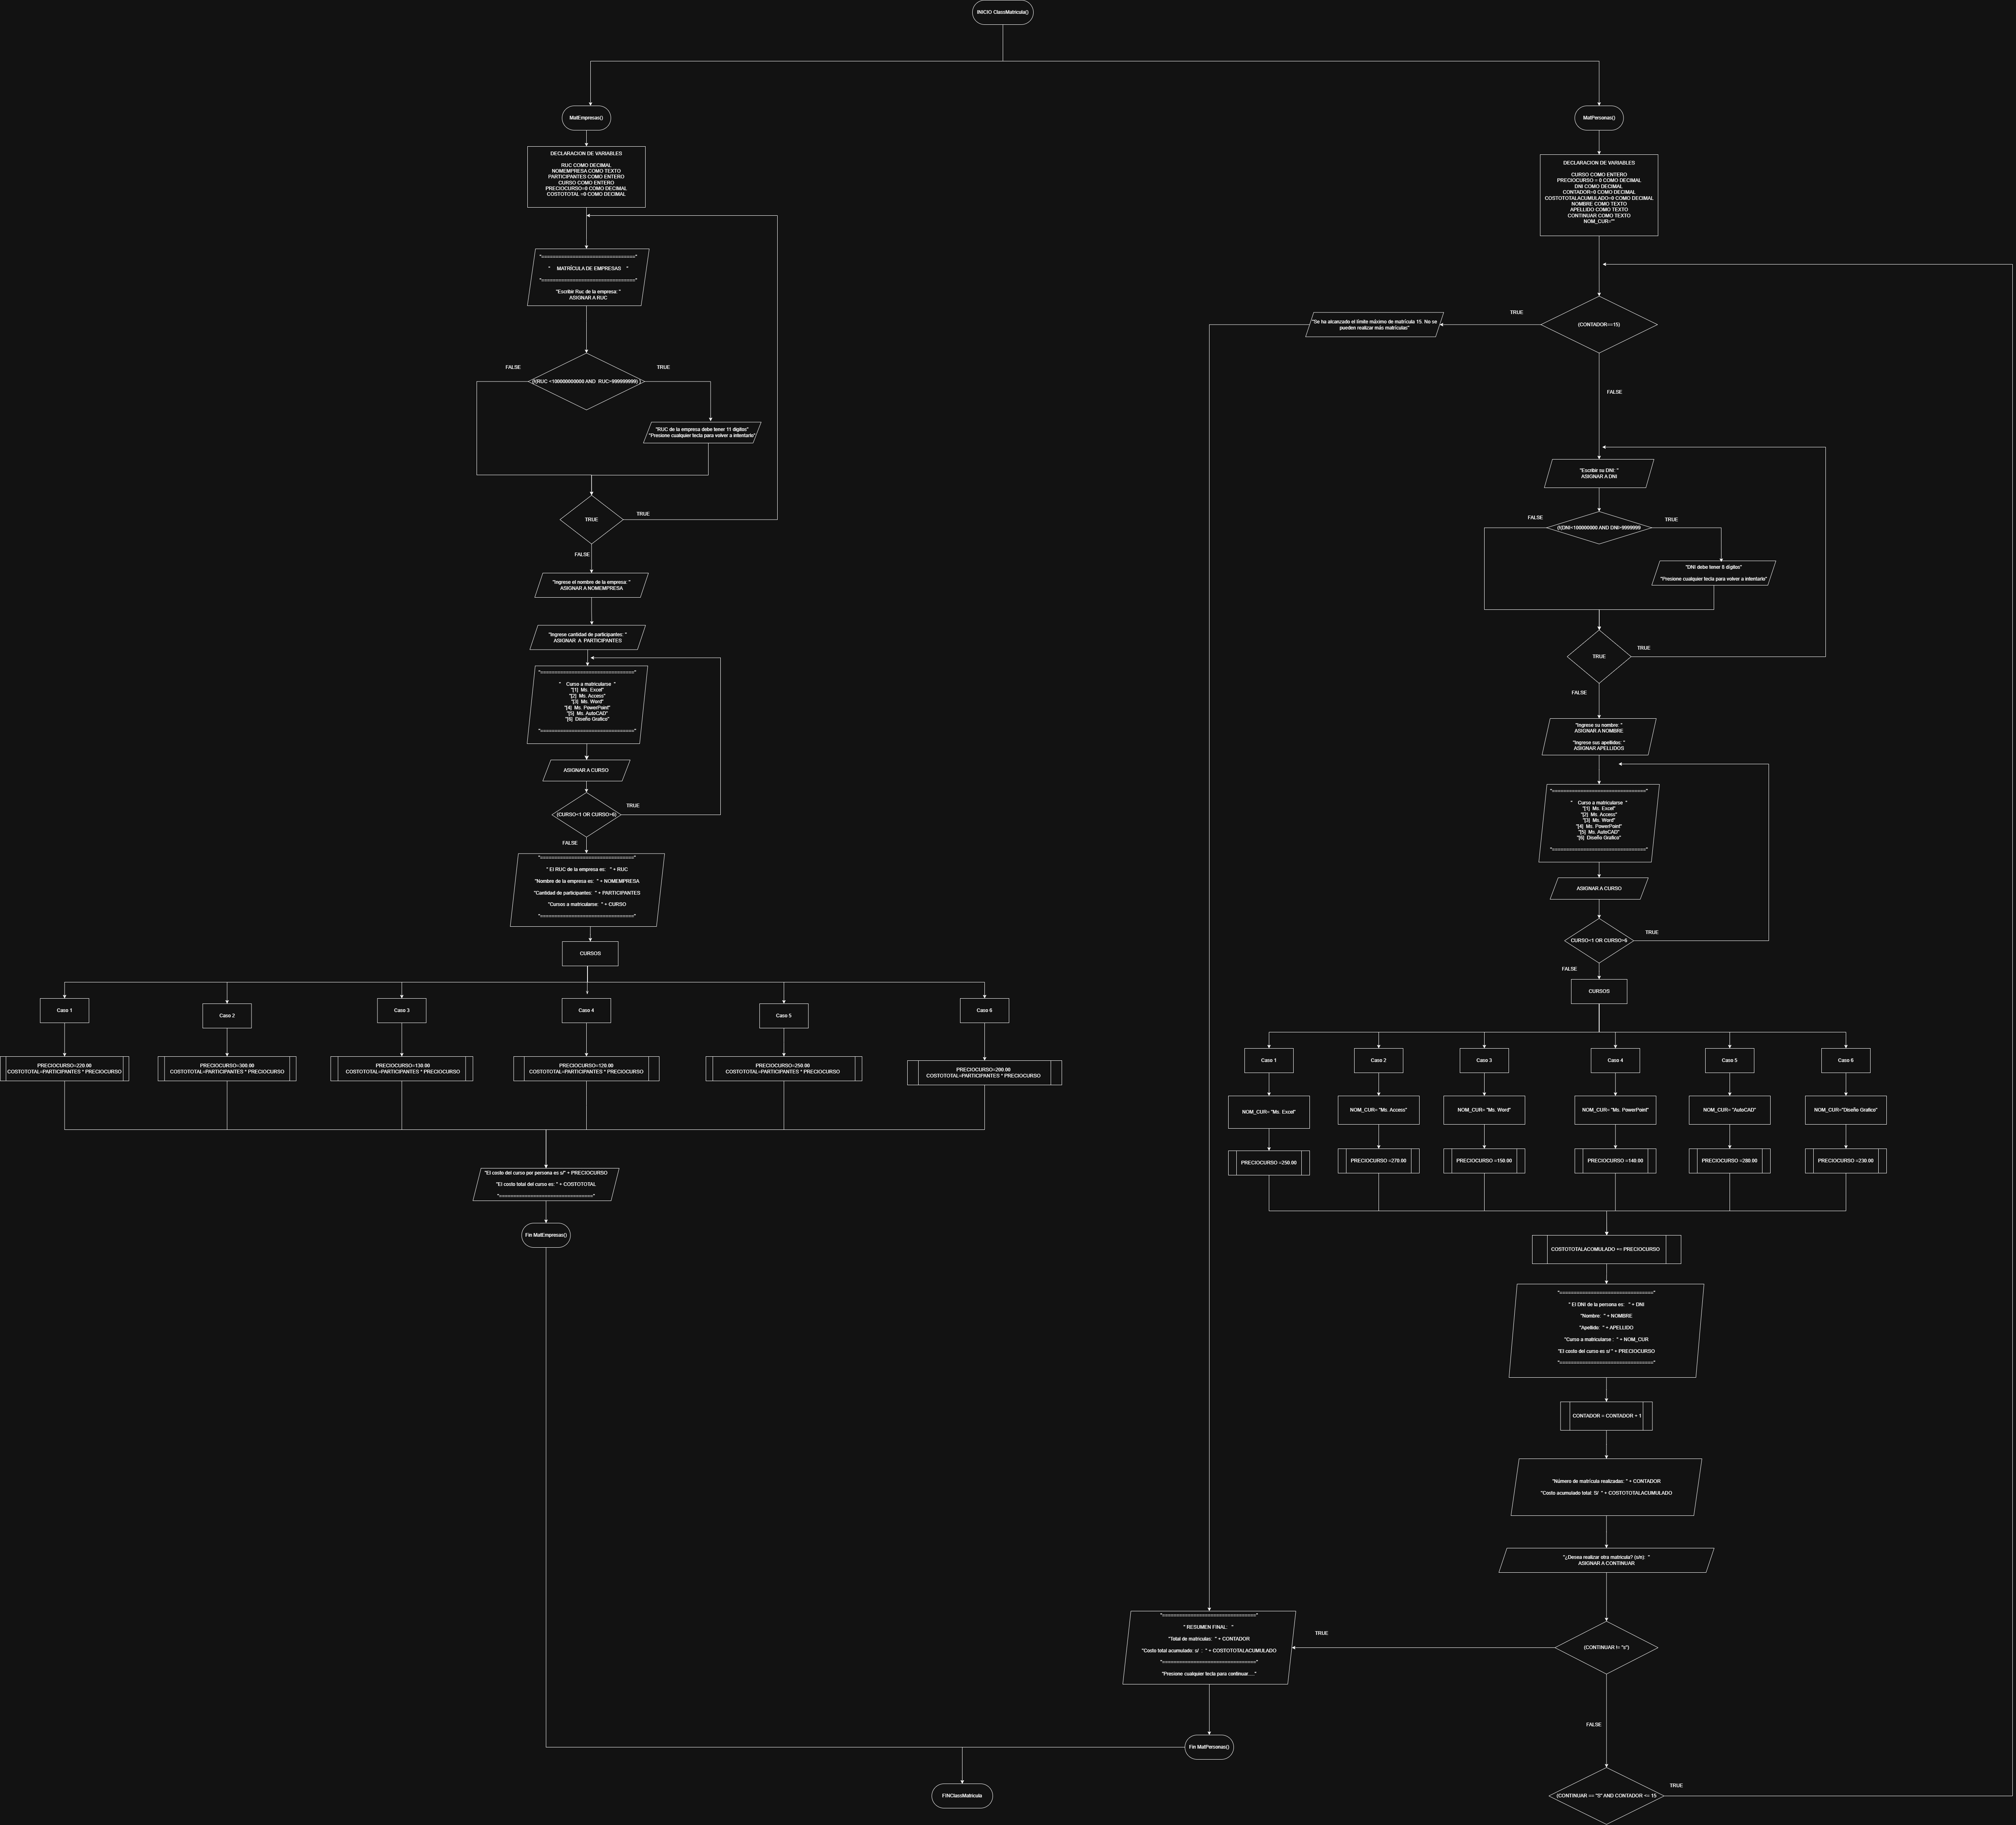 INICIO ClassMatricula()
MatEmpresas()
DECLARACION DE VARIABLES
RUC COMO DECIMAL
NOMEMPRESA COMO TEXTO
PARTICIPANTES COMO ENTERO
CURSO COMO ENTERO
PRECIOCURSO=0 COMO DECIMAL
COSTOTOTAL =0 COMO DECIMAL
"================================="
" MATRÍCULA DE EMPRESAS "
"================================="
"Escribir Ruc de la empresa: "
ASIGNAR A RUC
FALSE
TRUE
(!(RUC <100000000000 AND RUC>9999999999) )
"RUC de la empresa debe tener 11 dígitos"
"Presione cualquier tecla para volver a intentarlo"
TRUE
TRUE
FALSE
"Ingrese el nombre de la empresa: "
ASIGNAR A NOMEMPRESA
"Ingrese cantidad de participantes: "
ASIGNAR A PARTICIPANTES
"================================="
" Curso a matricularse "
"[1] Ms. Excel"
"[2] Ms. Access"
"[3] Ms. Word"
"[4] Ms. PowerPoint"
"[5] Ms. AutoCAD"
"[6] Diseño Grafico"
"================================="
ASIGNAR A CURSO
TRUE
(CURSO<1 OR CURSO>6)
FALSE
"================================="
" El RUC de la empresa es: " + RUC
"Nombre de la empresa es: " + NOMEMPRESA
"Cantidad de participantes: " + PARTICIPANTES
"Cursos a matricularse: " + CURSO
"================================="
CURSOS
Caso 1
Caso 2
Caso 3
Caso 4
Caso 5
Caso 6
PRECIOCURSO=220.00
COSTOTOTAL=PARTICIPANTES * PRECIOCURSO
PRECIOCURSO=300.00
COSTOTOTAL=PARTICIPANTES * PRECIOCURSO
PRECIOCURSO=130.00
COSTOTOTAL=PARTICIPANTES * PRECIOCURSO
PRECIOCURSO=120.00
COSTOTOTAL=PARTICIPANTES * PRECIOCURSO
PRECIOCURSO=250.00
COSTOTOTAL=PARTICIPANTES * PRECIOCURSO
PRECIOCURSO=200.00
COSTOTOTAL=PARTICIPANTES * PRECIOCURSO
"El costo del curso por persona es s/" + PRECIOCURSO
"El costo total del curso es: " + COSTOTOTAL
"================================="
Fin MatEmpresas()
MatPersonas()
DECLARACION DE VARIABLES
CURSO COMO ENTERO
PRECIOCURSO = 0 COMO DECIMAL
DNI COMO DECIMAL
CONTADOR=0 COMO DECIMAL
COSTOTOTALACUMULADO=0 COMO DECIMAL
NOMBRE COMO TEXTO
APELLIDO COMO TEXTO
CONTINUAR COMO TEXTO
NOM_CUR=""
TRUE
(CONTADOR==15)
"Se ha alcanzado el límite máximo de matrícula 15. No se
pueden realizar más matriculas"
FALSE
"Escribir su DNI: "
ASIGNAR A DNI
FALSE
TRUE
(!(DNI<100000000 AND DNI>9999999
"DNI debe tener 8 dígitos"
"Presione cualquier tecla para volver a intentarlo"
TRUE
TRUE
FALSE
"Ingrese su nombre: "
ASIGNAR A NOMBRE
"Ingrese sus apellidos: "
ASIGNAR APELLIDOS
"================================="
" Curso a matricularse "
"[1] Ms. Excel"
"[2] Ms. Access"
"[3] Ms. Word"
"[4] Ms. PowerPoint"
"[5] Ms. AutoCAD"
"[6] Diseño Grafico"
"================================="
ASIGNAR A CURSO
TRUE
CURSO<1 OR CURSO>6
FALSE
CURSOS
Caso 1
Caso 2
Caso 3
Caso 4
Caso 5
Caso 6
NOM_CUR= "Ms. Excel"
NOM_CUR= "Ms. Access"
NOM_CUR= "Ms. Word"
NOM_CUR= "Ms. PowerPoint"
NOM_CUR= "AutoCAD"
NOM_CUR="Diseño Grafico"
PRECIOCURSO =250.00
PRECIOCURSO =270.00
PRECIOCURSO =150.00
PRECIOCURSO =140.00
PRECIOCURSO =280.00
PRECIOCURSO =230.00
COSTOTOTALACOMULADO += PRECIOCURSO
"================================="
" El DNI de la persona es: " + DNI
"Nombre: " + NOMBRE
"Apellido: " + APELLIDO
"Curso a matricularse : " + NOM_CUR
"El costo del curso es s/ " + PRECIOCURSO
"================================="
CONTADOR = CONTADOR + 1
"Número de matrícula realizadas: " + CONTADOR
"Costo acumulado total: S/ " + COSTOTOTALACUMULADO
"¿Desea realizar otra matricula? (s/n): "
ASIGNAR A CONTINUAR
(CONTINUAR != "s")
TRUE
"================================="
" RESUMEN FINAL: "
"Total de matriculas: " + CONTADOR
"Costo total acumulado: s/ : " + COSTOTOTALACUMULADO
"================================="
"Presione cualquier tecla para continuar...."
FALSE
Fin MatPersonas()
TRUE
(CONTINUAR == "S" AND CONTADOR <= 15
FINClassMatricula